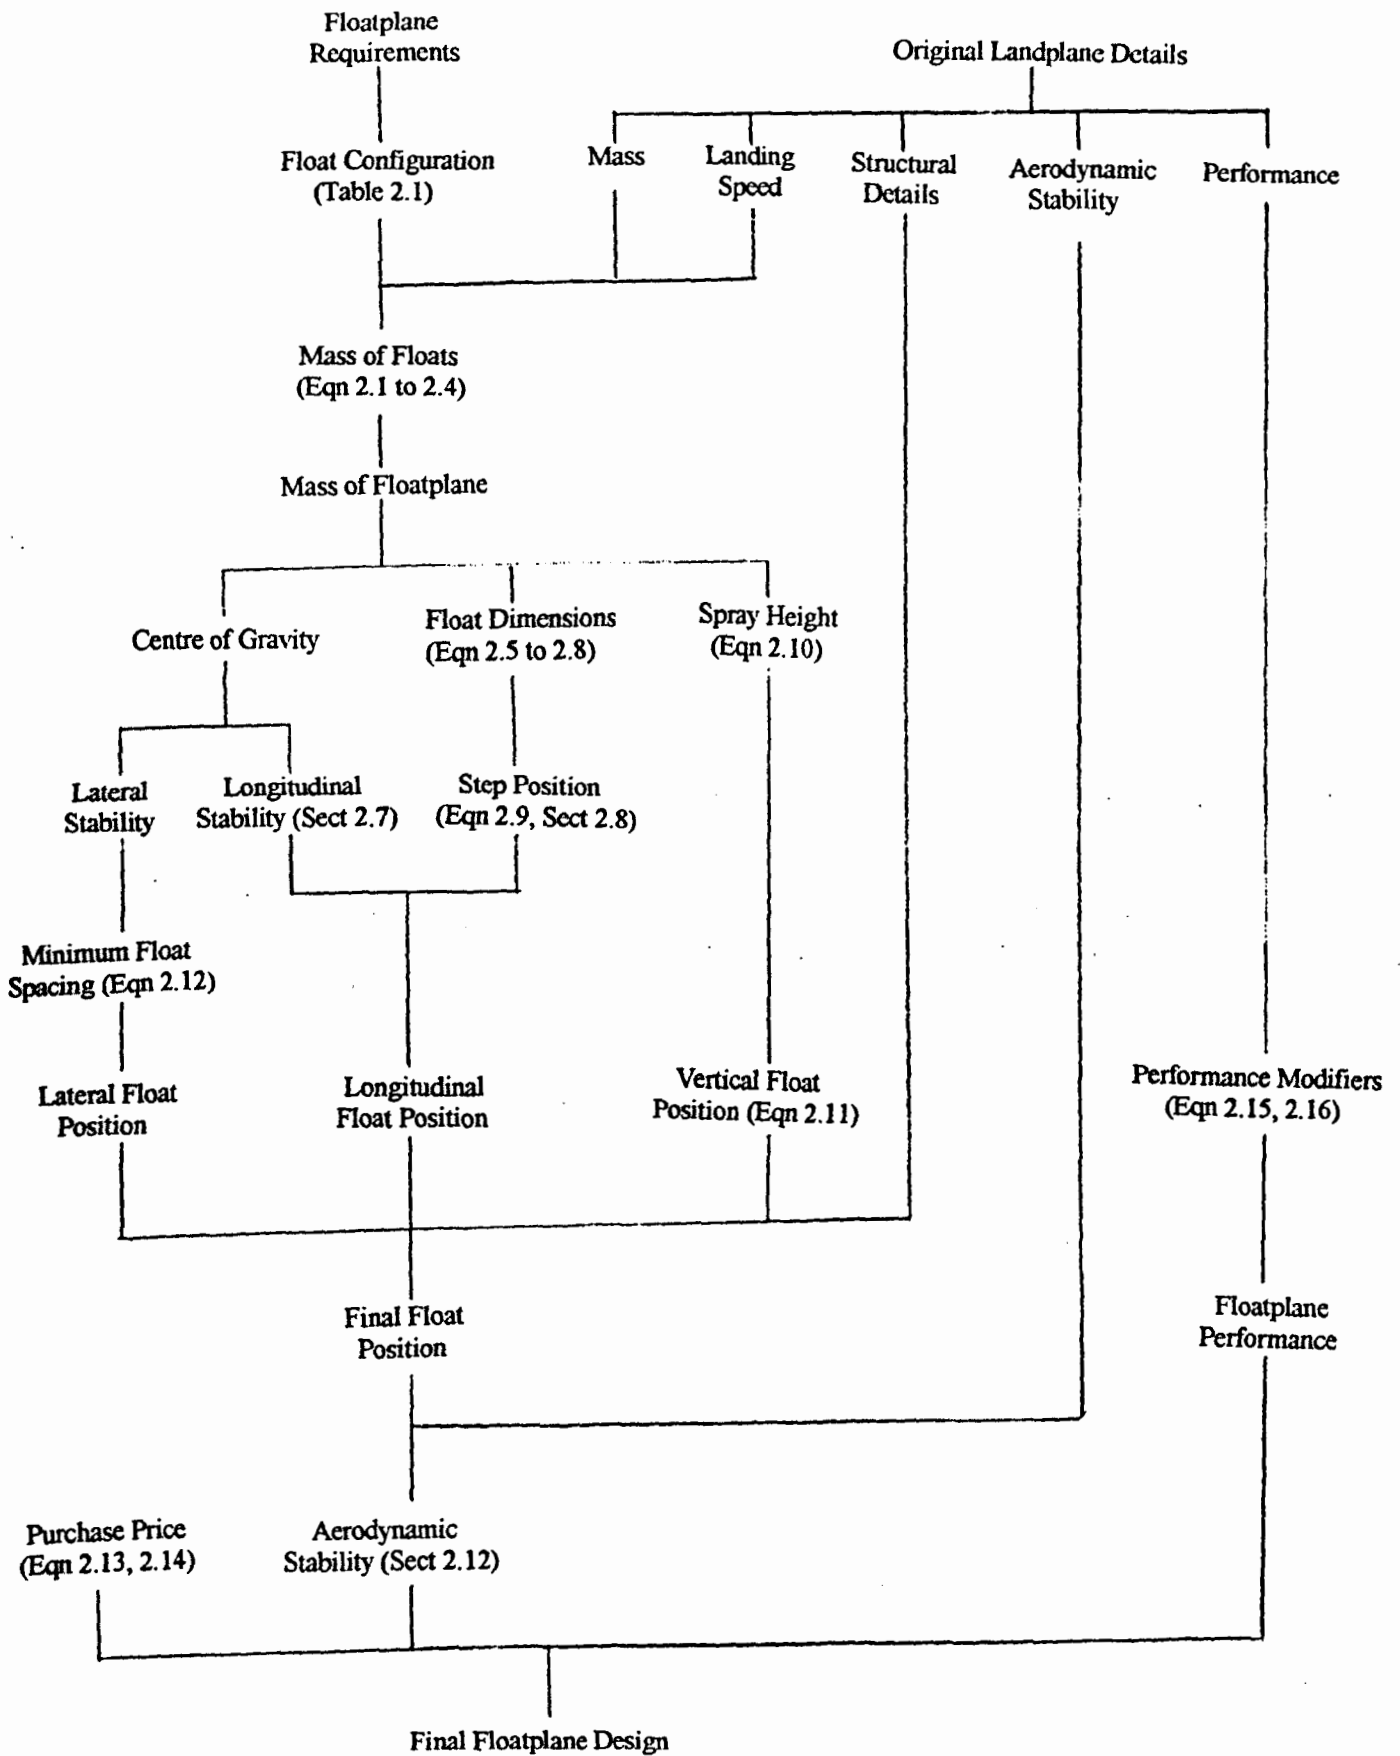 Floatplane
Requirements
Original Landplane Details
Float Configuration
(Table 2.1)
Mass
Landing
Speed
Structural
Details
Aerodynamic
Stability
Performance
Mass of Floats
(Eqn 2.1 to 2.4)
Mass of Floatplane
Centre of Gravity
Float Dimensions
(Eqn 2.5 to 2.8)
Spray Height
(Eqn 2.10)
Lateral
Stability
Longitudinal
Stability (Sect 2.7)
Step Position
(Eqn 2.9, Sect 2.8)
Minimum Float
Spacing (Eqn 2.12)
Lateral Float
Position
Longitudinal
Float Position
Vertical Float
Position (Eqn 2.11)
Performance Modifiers
(Eqn 2.15, 2.16)
Final Float
Position
Floatplane
Performance
Purchase Price
(Eqn 2.13, 2.14)
Aerodynamic
Stability (Sect 2.12)
Final Floatplane Design